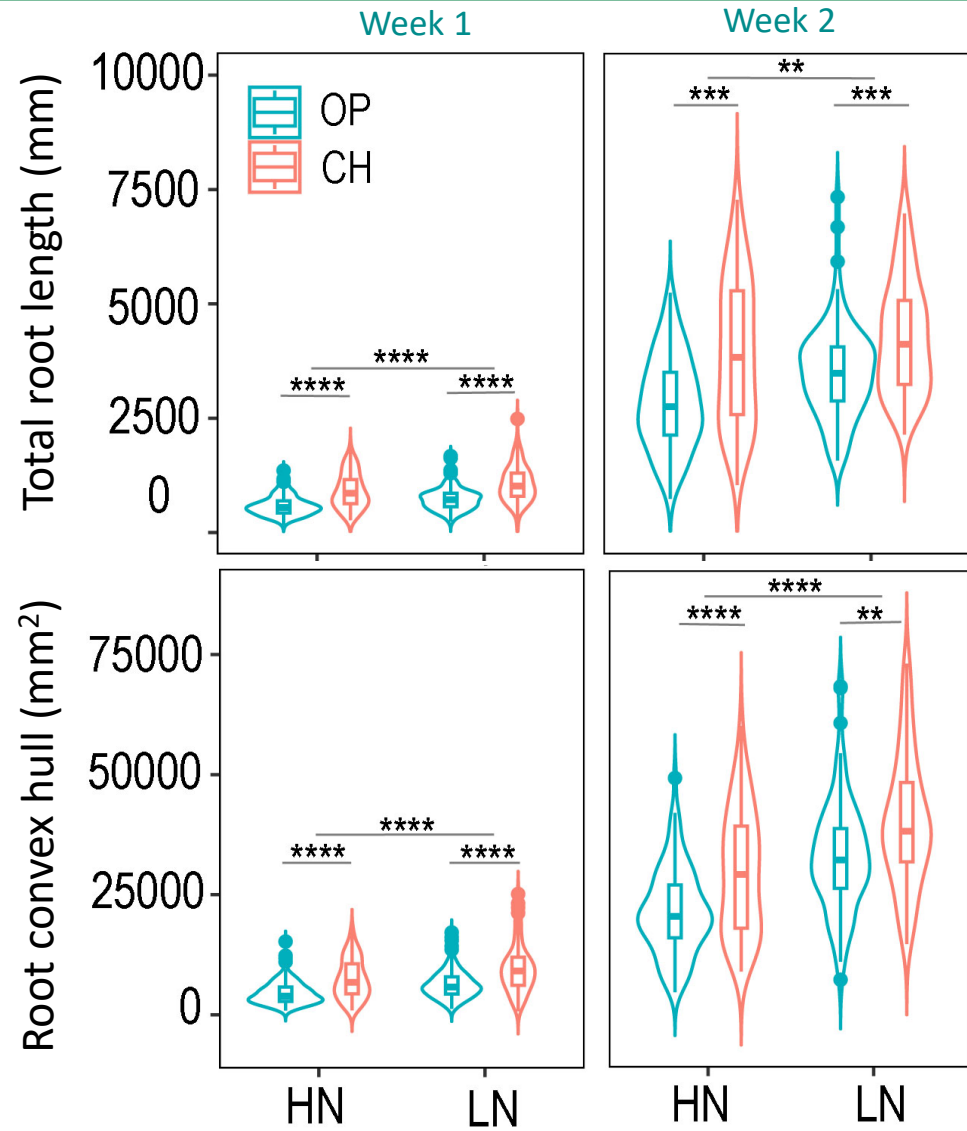 Week 1
Week 2
Total root length (mm)
10000
7500
5000
2500
0
OP
CH
****
****
****
**
***
***
Root convex hull (mm²)
75000
50000
25000
0
****
****
****
****
****
**
HN
LN
HN
LN